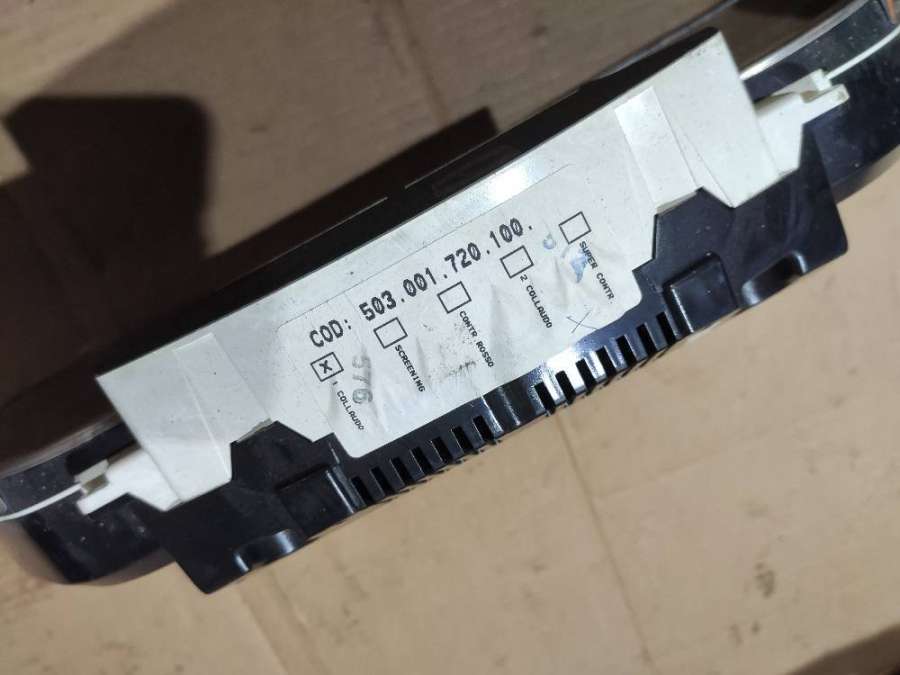 COD: 503.001.720.100.
X
1 COLLAUDO
576
SCREENING
CONTR ROSSO
2 COLLAUDO
SUPER CONTR
X